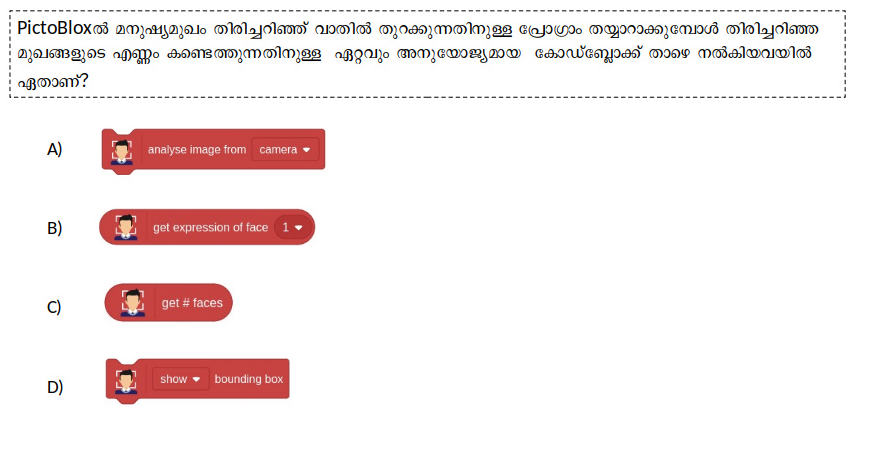 PictoBloxൽ മനുഷ്യമുഖം തിരിച്ചറിഞ്ഞ് വാതിൽ തുറക്കുന്നതിനുള്ള പ്രോഗ്രാം തയ്യാറാക്കുമ്പോൾ തിരിച്ചറിഞ്ഞ
മുഖങ്ങളുടെ എണ്ണം കണ്ടെത്തുന്നതിനുള്ള ഏറ്റവും അനുയോജ്യമായ കോഡ്ബ്ലോക്ക് താഴെ നൽകിയവയിൽ
ഏതാണ്?
A) analyse image from camera
B) get expression of face 1
C) get # faces
D) show bounding box